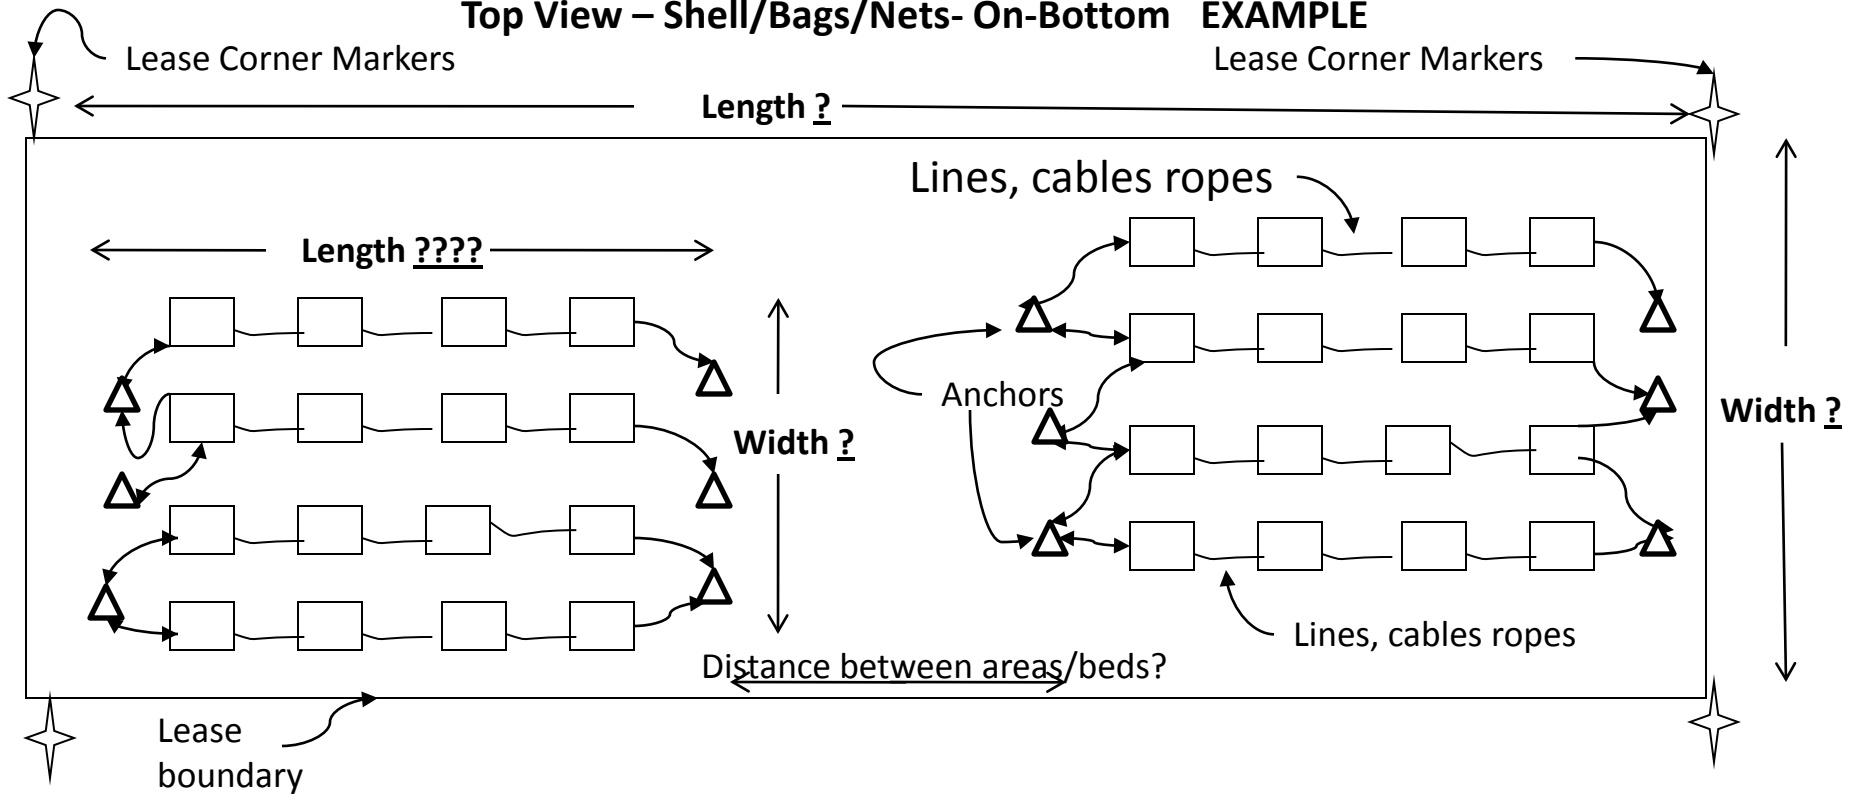 Top View – Shell/Bags/Nets- On-Bottom EXAMPLE
Lease Corner Markers
Lease Corner Markers
Length ?
Lines, cables ropes
Length ????
Anchors
Width ?
Width ?
Lines, cables ropes
Distance between areas/beds?
Lease
boundary